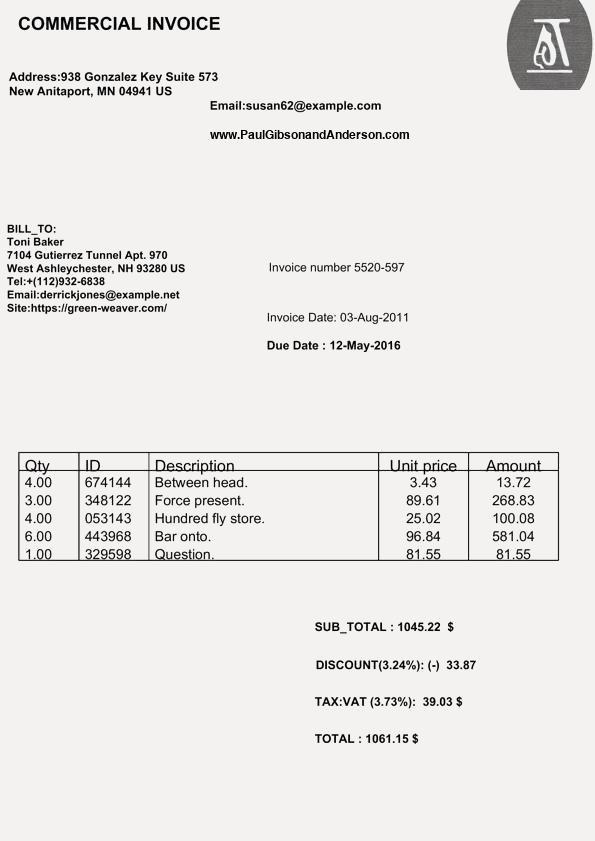 COMMERCIAL INVOICE
Address:938 Gonzalez Key Suite 573
New Anitaport, MN 04941 US
Email:susan62@example.com
www.PaulGibsonandAnderson.com
BILL_TO:
Toni Baker
7104 Gutierrez Tunnel Apt. 970
West Ashleychester, NH 93280 US
Tel:+(112)932-6838
Email:derrickjones@example.net
Site:https://green-weaver.com/
Invoice number 5520-597
Invoice Date: 03-Aug-2011
Due Date : 12-May-2016
Qty ID Description Unit price Amount
4.00 674144 Between head. 3.43 13.72
3.00 348122 Force present. 89.61 268.83
4.00 053143 Hundred fly store. 25.02 100.08
6.00 443968 Bar onto. 96.84 581.04
1.00 329598 Question. 81.55 81.55
SUB_TOTAL : 1045.22 $
DISCOUNT(3.24%): (-) 33.87
TAX:VAT (3.73%): 39.03 $
TOTAL : 1061.15 $